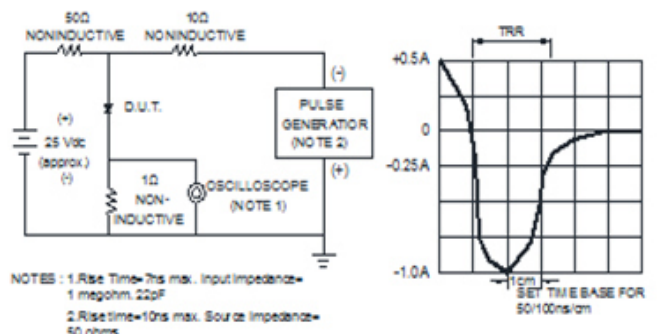 50Ω
NONINDUCTIVE
10Ω
NONINDUCTIVE
(+)
25 Vdc
(approx.)
(-)
D.U.T.
1Ω
NON-
INDUCTIVE
OSCILLOSCOPE
(NOTE 1)
(-)
PULSE
GENERATIOR
(NOTE 2)
(+)
NOTES : 1.Rise Time=7ns max. Input Impedance=
1 megohm. 22pF
2.Rise time=10ns max. Source Impedance=
50 ohms
TRR
+0.5A
0
-0.25A
-1.0A
1cm
SET TIME BASE FOR
50/100ns/cm